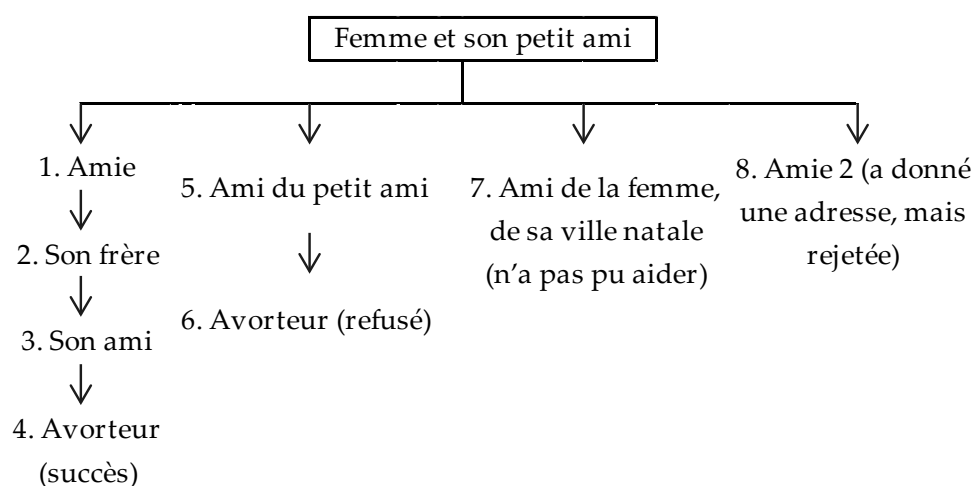 Femme et son petit ami
1. Amie
2. Son frère
3. Son ami
4. Avorteur
(succès)
5. Ami du petit ami
6. Avorteur (refusé)
7. Ami de la femme,
de sa ville natale
(n’a pas pu aider)
8. Amie 2 (a donné
une adresse, mais
rejetée)